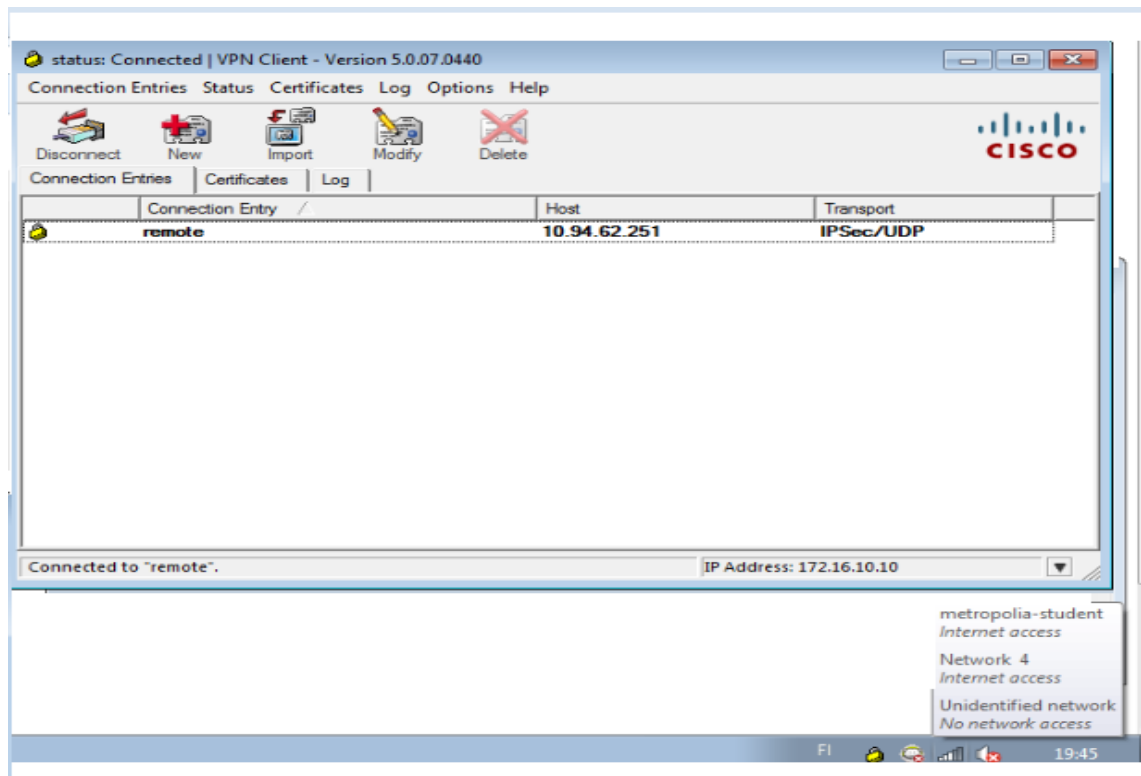 status: Connected | VPN Client - Version 5.0.07.0440
Connection Entries Status Certificates Log Options Help
Disconnect New Import Modify Delete
CISCO
Connection Entries Certificates Log
Connection Entry Host Transport
remote 10.94.62.251 IPSec/UDP
Connected to "remote". IP Address: 172.16.10.10
metropolia-student
Internet access
Network 4
Internet access
Unidentified network
No network access
FI 19:45